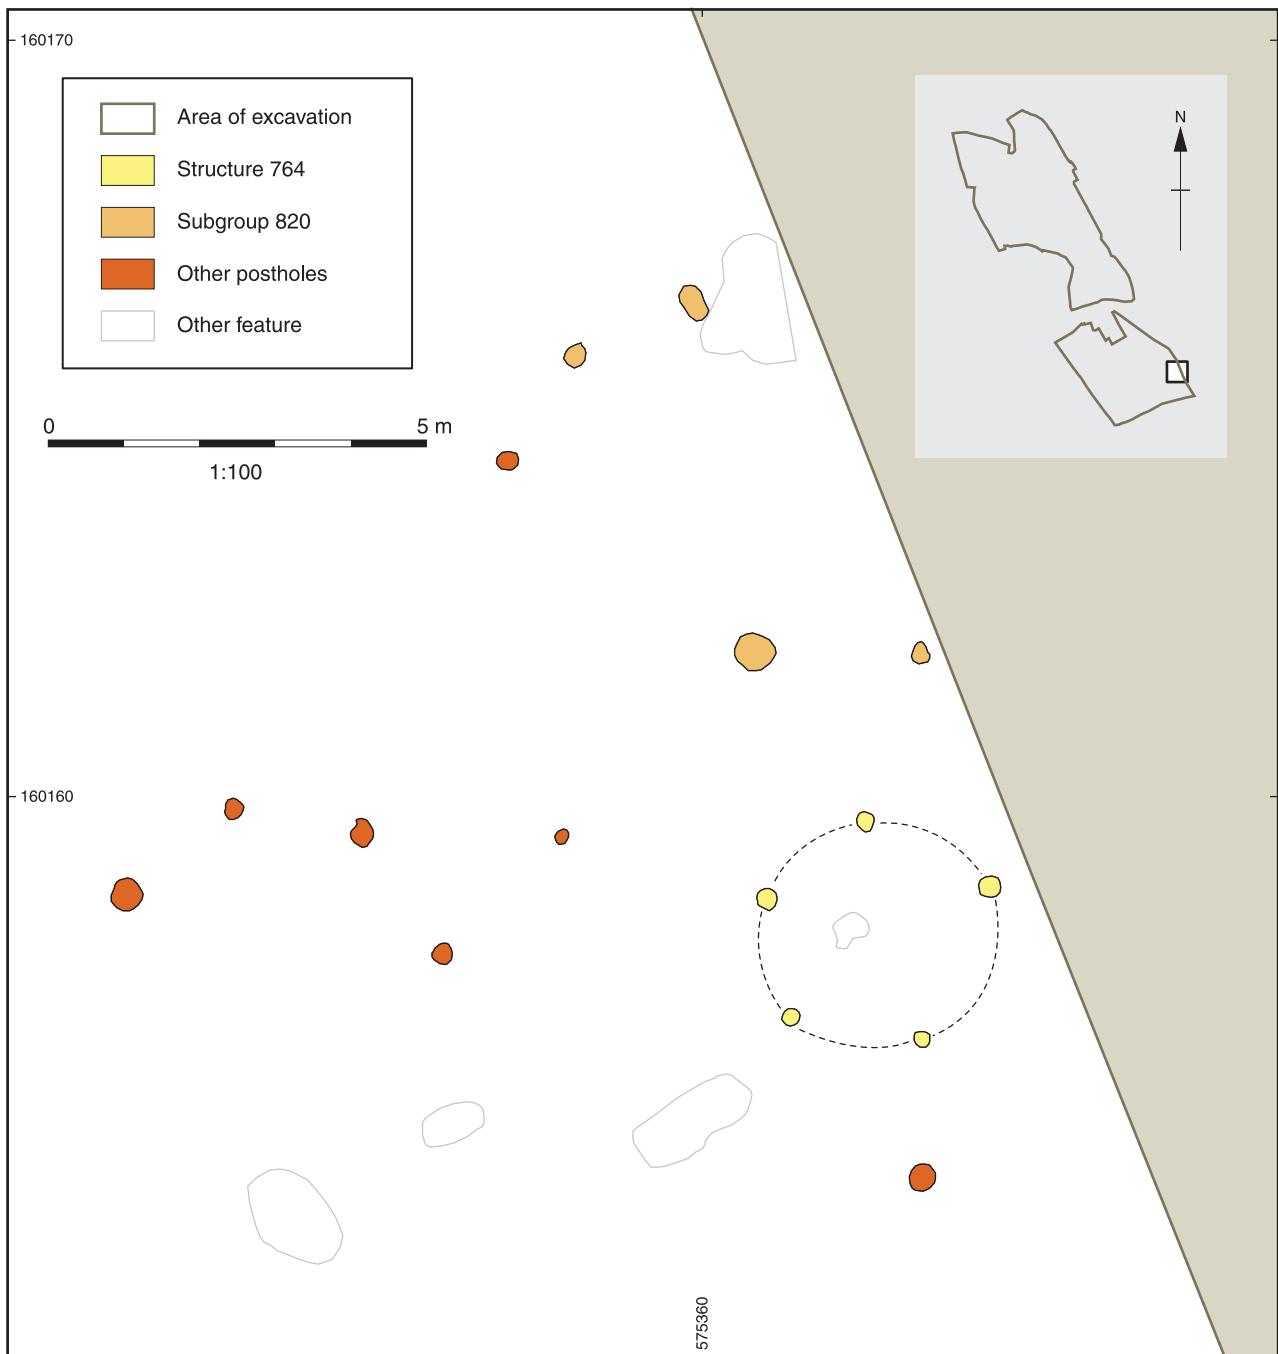 160170
Area of excavation
Structure 764
Subgroup 820
Other postholes
Other feature
0 5 m
1:100
N
160160
575360